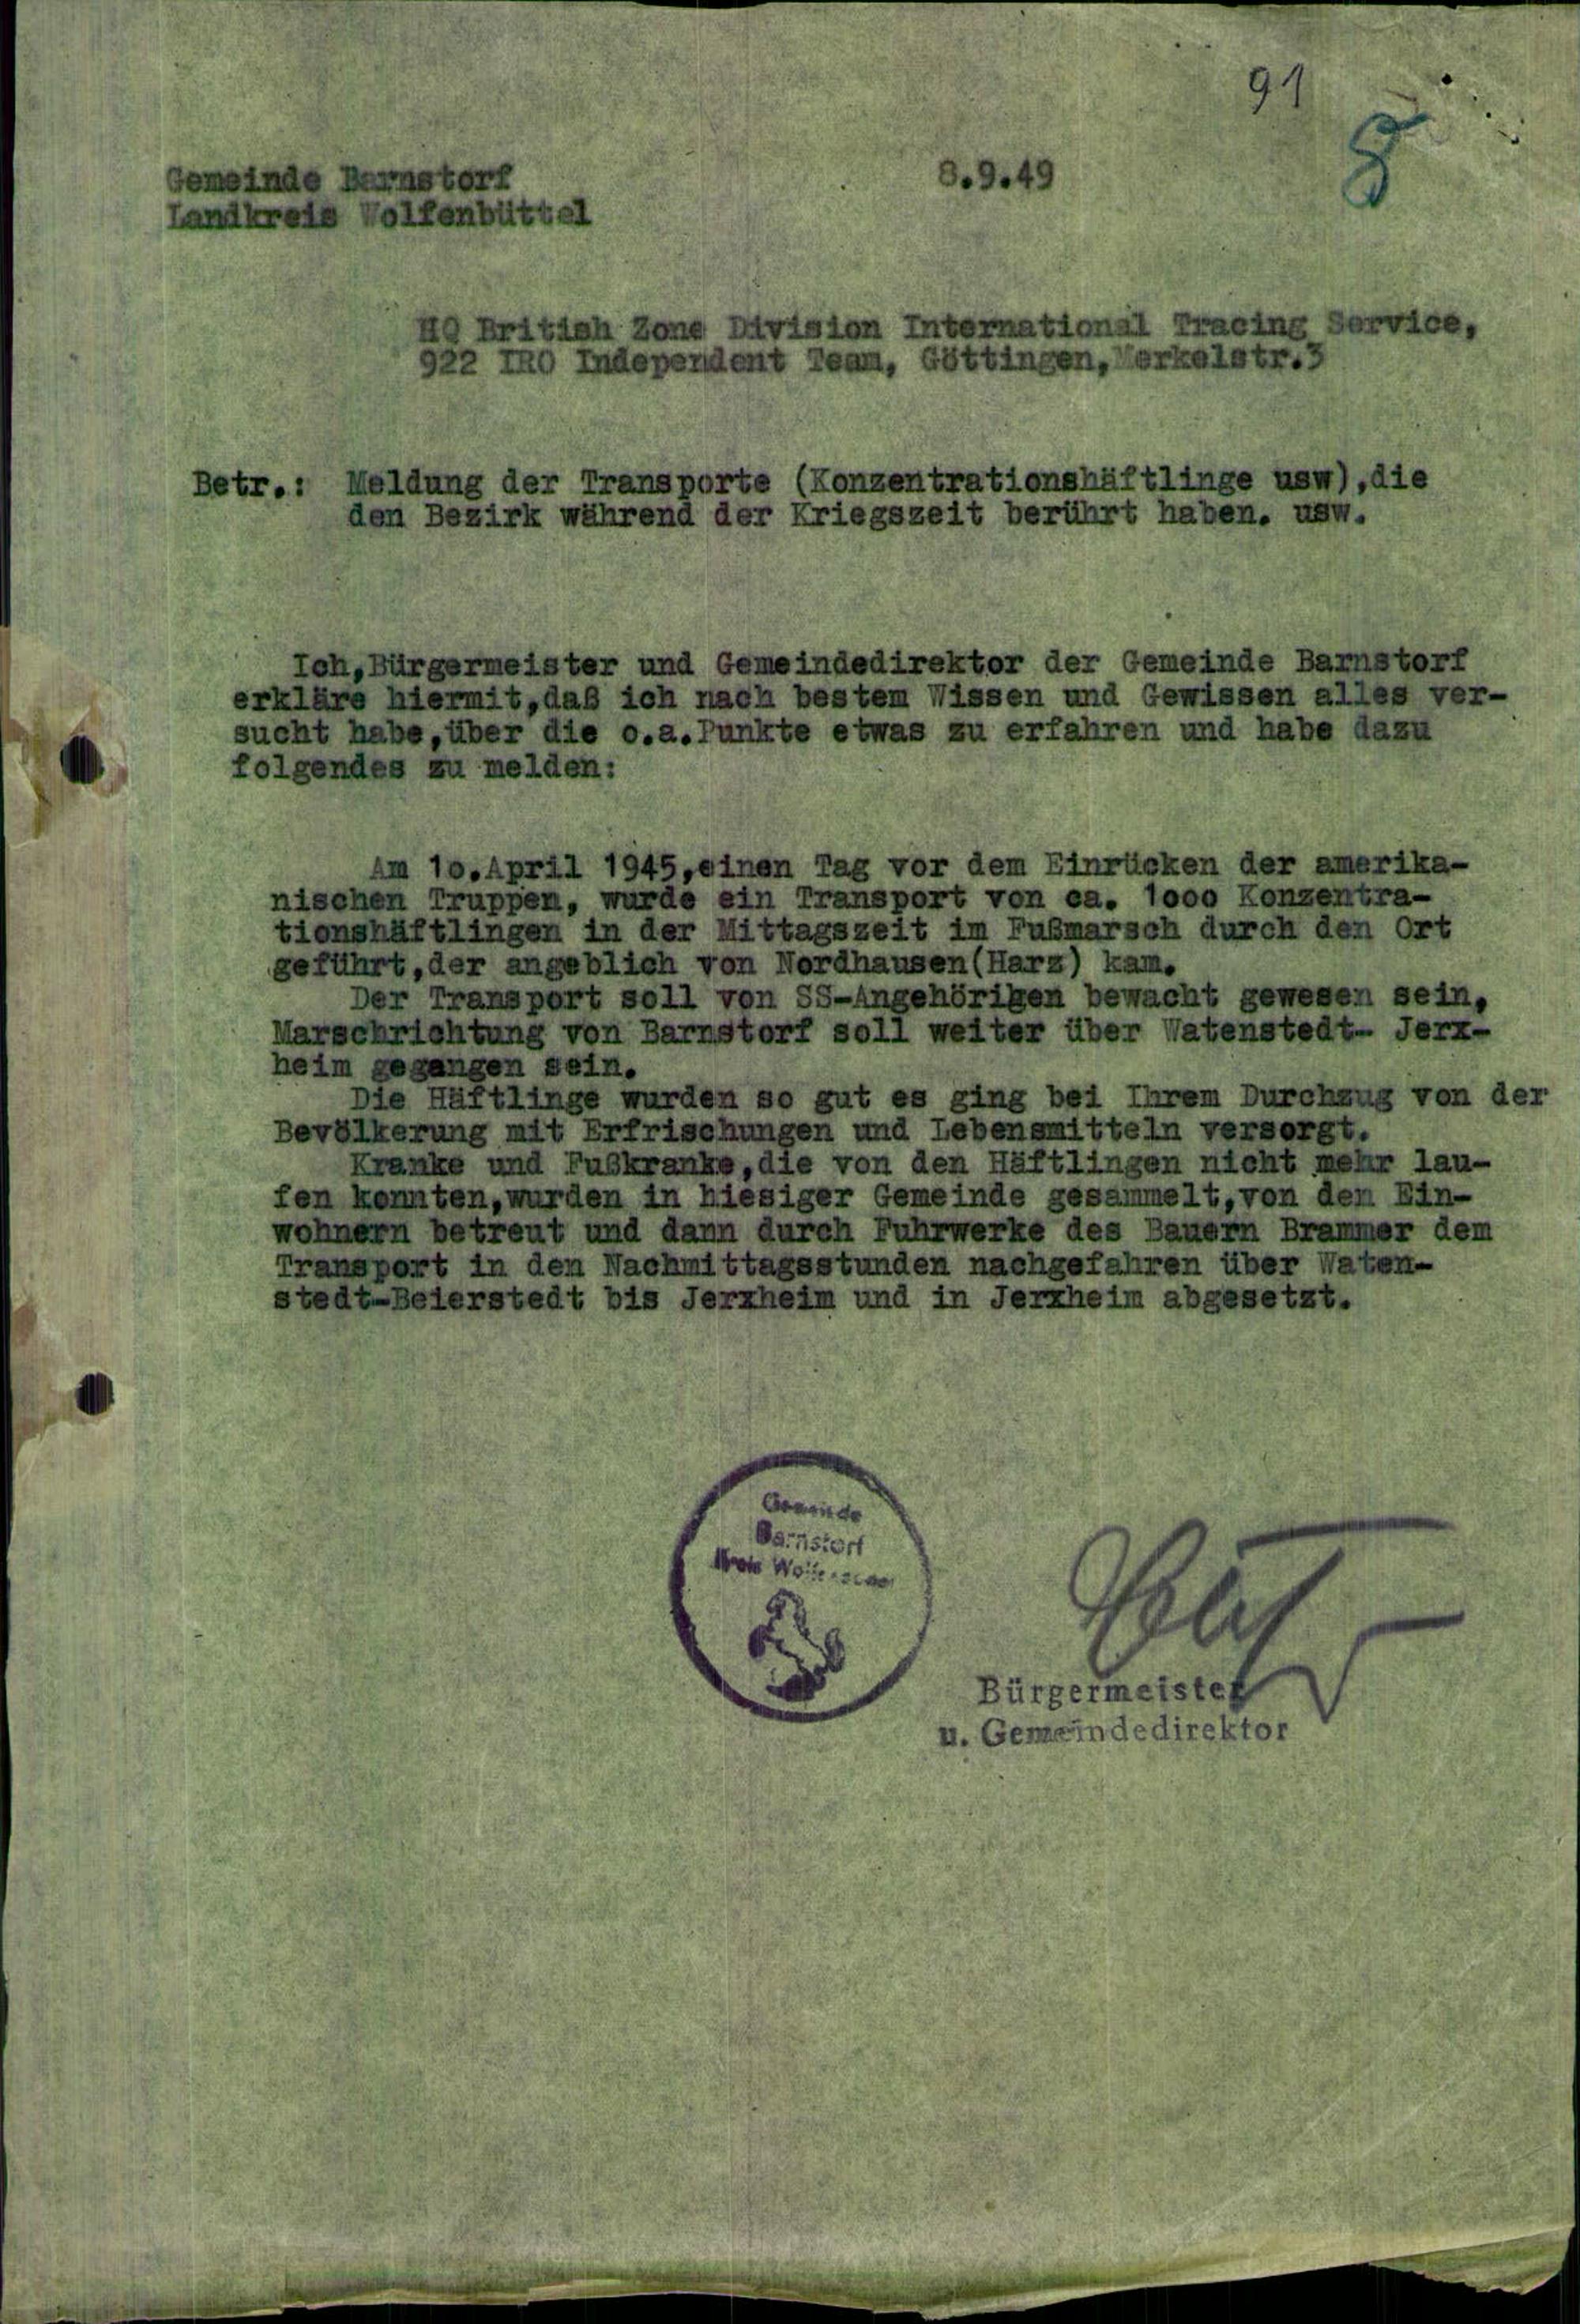 91
8
Gemeinde Barnstorf
8.9.49
Landkreis Wolfenbüttel
HQ British Zone Division International Tracing Service,
922 IRO Independent Team, Göttingen, Merkelstr.3
Betr.: Meldung der Transporte (Konzentrationshäftlinge usw),die
den Bezirk während der Kriegszeit berührt haben. usw.
Ich,Bürgermeister und Gemeindedirektor der Gemeinde Barnstorf
erkläre hiermit,daß ich nach bestem Wissen und Gewissen alles ver-
sucht habe,über die o.a.Punkte etwas zu erfahren und habe dazu
folgendes zu melden:
Am 1o.April 1945,einen Tag vor dem Einrücken der amerika-
nischen Truppen, wurde ein Transport von ca. 1ooo Konzentra-
tionshäftlingen in der Mittagszeit im Fußmarsch durch den Ort
geführt,der angeblich von Nordhausen(Harz) kam.
Der Transport soll von SS-Angehörigen bewacht gewesen sein,
Marschrichtung von Barnstorf soll weiter über Watenstedt- Jerx-
heim gegangen sein.
Die Häftlinge wurden so gut es ging bei Ihrem Durchzug von der
Bevölkerung mit Erfrischungen und Lebensmitteln versorgt.
Kranke und Fußkranke,die von den Häftlingen nicht mehr lau-
fen konnten,wurden in hiesiger Gemeinde gesammelt,von den Ein-
wohnern betreut und dann durch Fuhrwerke des Bauern Brammer dem
Transport in den Nachmittagsstunden nachgefahren über Waten-
stedt-Beierstedt bis Jerxheim und in Jerxheim abgesetzt.
Gemeinde
Barnstorf
Kreis Wolfenbüttel
Bürgermeister
u. Gemeindedirektor